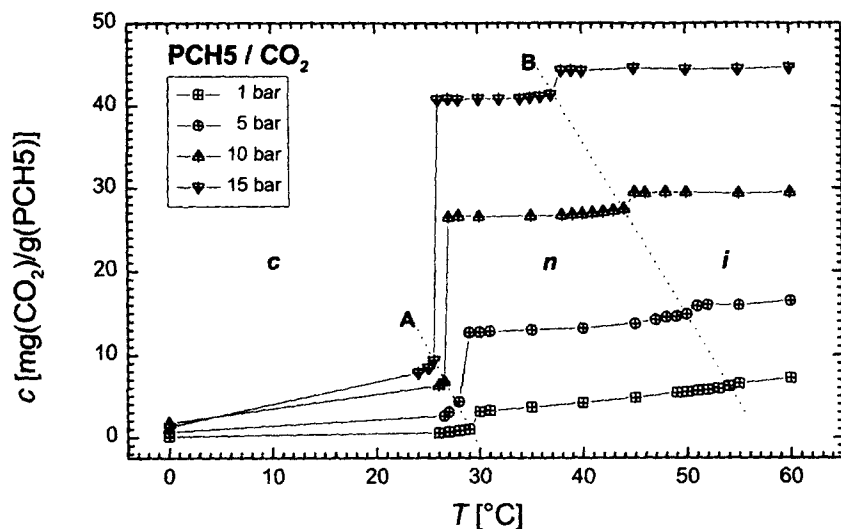 PCH5 / CO₂
1 bar
5 bar
10 bar
15 bar
B
A
c
n
i
50
40
30
20
10
0
c [mg(CO₂)/g(PCH5)]
0 10 20 30 40 50 60
T [°C]